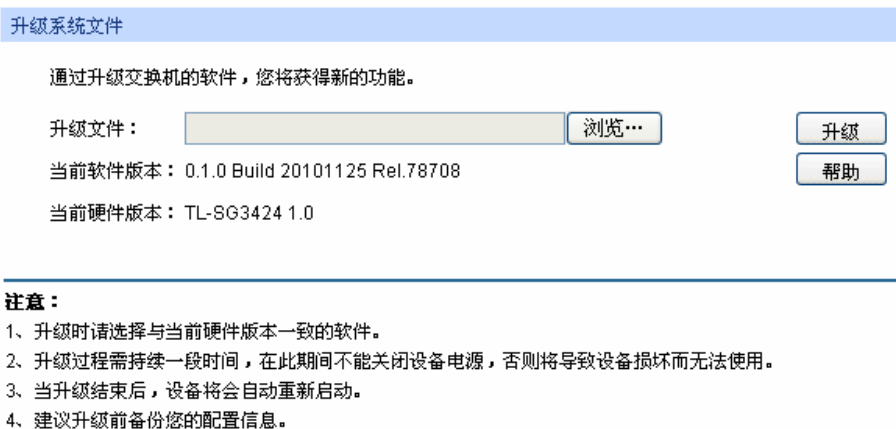 升级系统文件
通过升级交换机的软件，您将获得新的功能。
升级文件： 浏览… 升级
当前软件版本：0.1.0 Build 20101125 Rel.78708 帮助
当前硬件版本：TL-SG3424 1.0
注意：
1、升级时请选择与当前硬件版本一致的软件。
2、升级过程需持续一段时间，在此期间不能关闭设备电源，否则将导致设备损坏而无法使用。
3、当升级结束后，设备将会自动重新启动。
4、建议升级前备份您的配置信息。